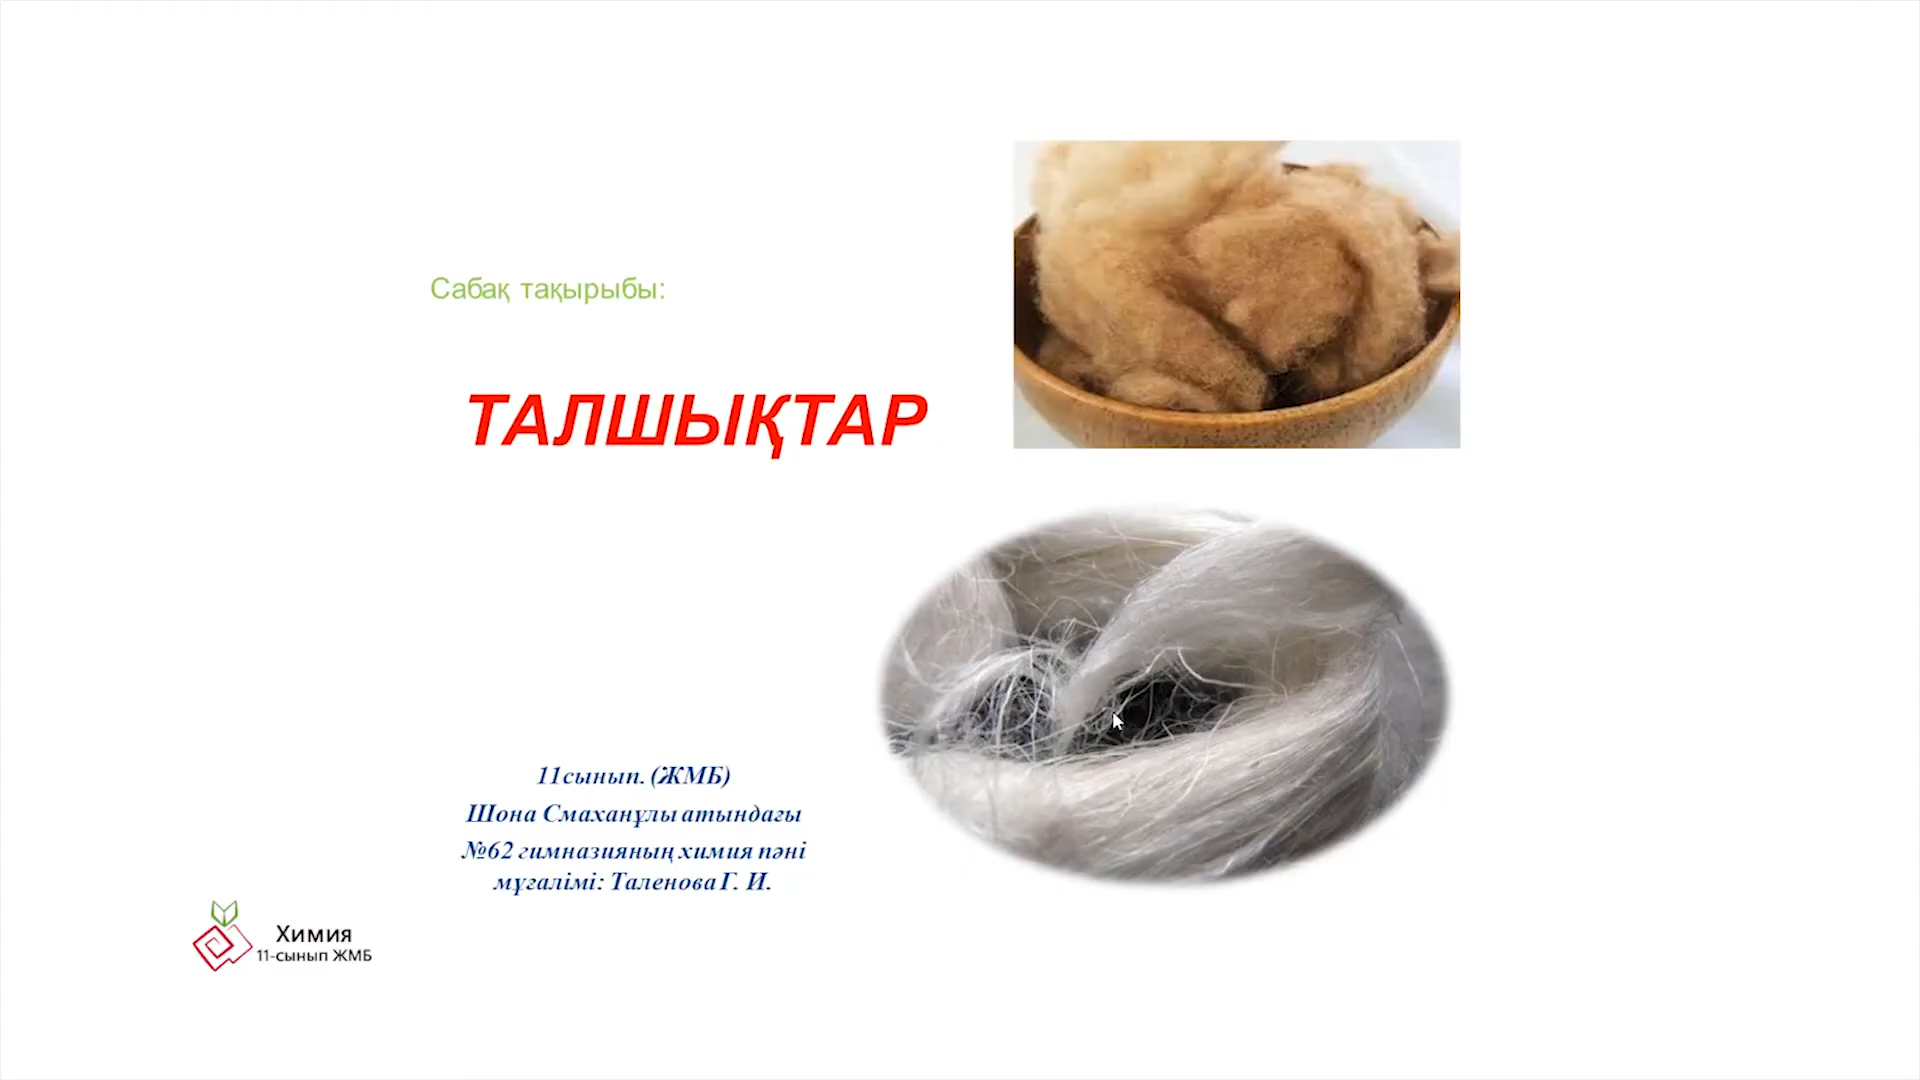 Сабақ тақырыбы:
ТАЛШЫҚТАР
11сынып. (ЖМБ)
Шона Смаханұлы атындағы
№62 гимназияның химия пәні
мұғалімі: Таленова Г. И.
Химия
11-сынып ЖМБ